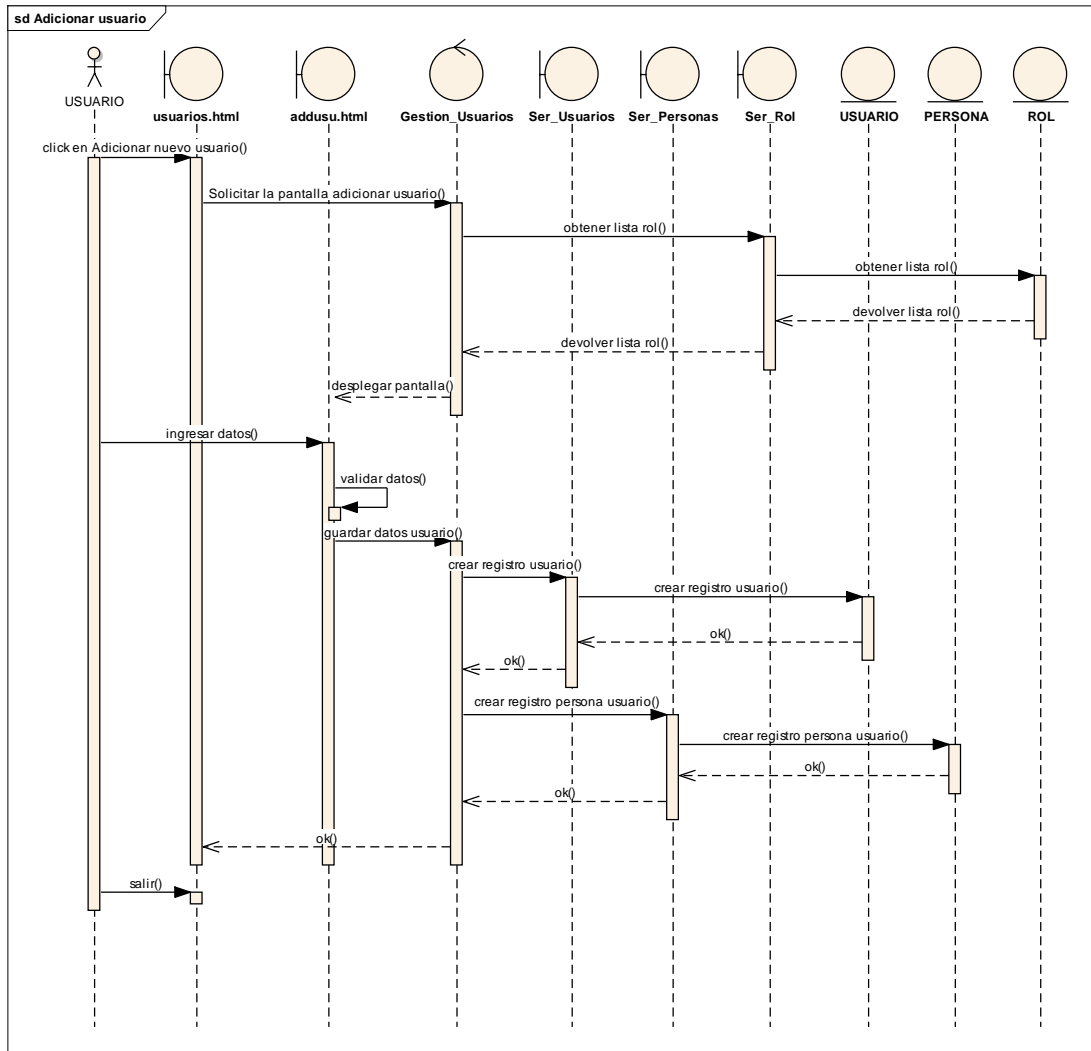 sd Adicionar usuario
USUARIO
usuarios.html
addusu.html
Gestion_Usuarios
Ser_Usuarios
Ser_Personas
Ser_Rol
USUARIO
PERSONA
ROL
click en Adicionar nuevo usuario()
Solicitar la pantalla adicionar usuario()
obtener lista rol()
obtener lista rol()
devolver lista rol()
devolver lista rol()
desplegar pantalla()
ingresar datos()
validar datos()
guardar datos usuario()
crear registro usuario()
crear registro usuario()
ok()
ok()
crear registro persona usuario()
crear registro persona usuario()
ok()
ok()
ok()
salir()